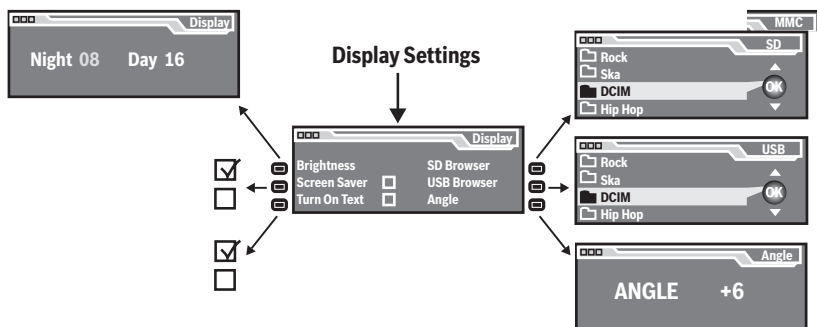 Display
Night 08 Day 16
Display Settings
MMC
SD
Rock
Ska
DCIM
Hip Hop
OK
Display
Brightness SD Browser
Screen Saver USB Browser
Turn On Text Angle
USB
Rock
Ska
DCIM
Hip Hop
OK
Angle
ANGLE +6